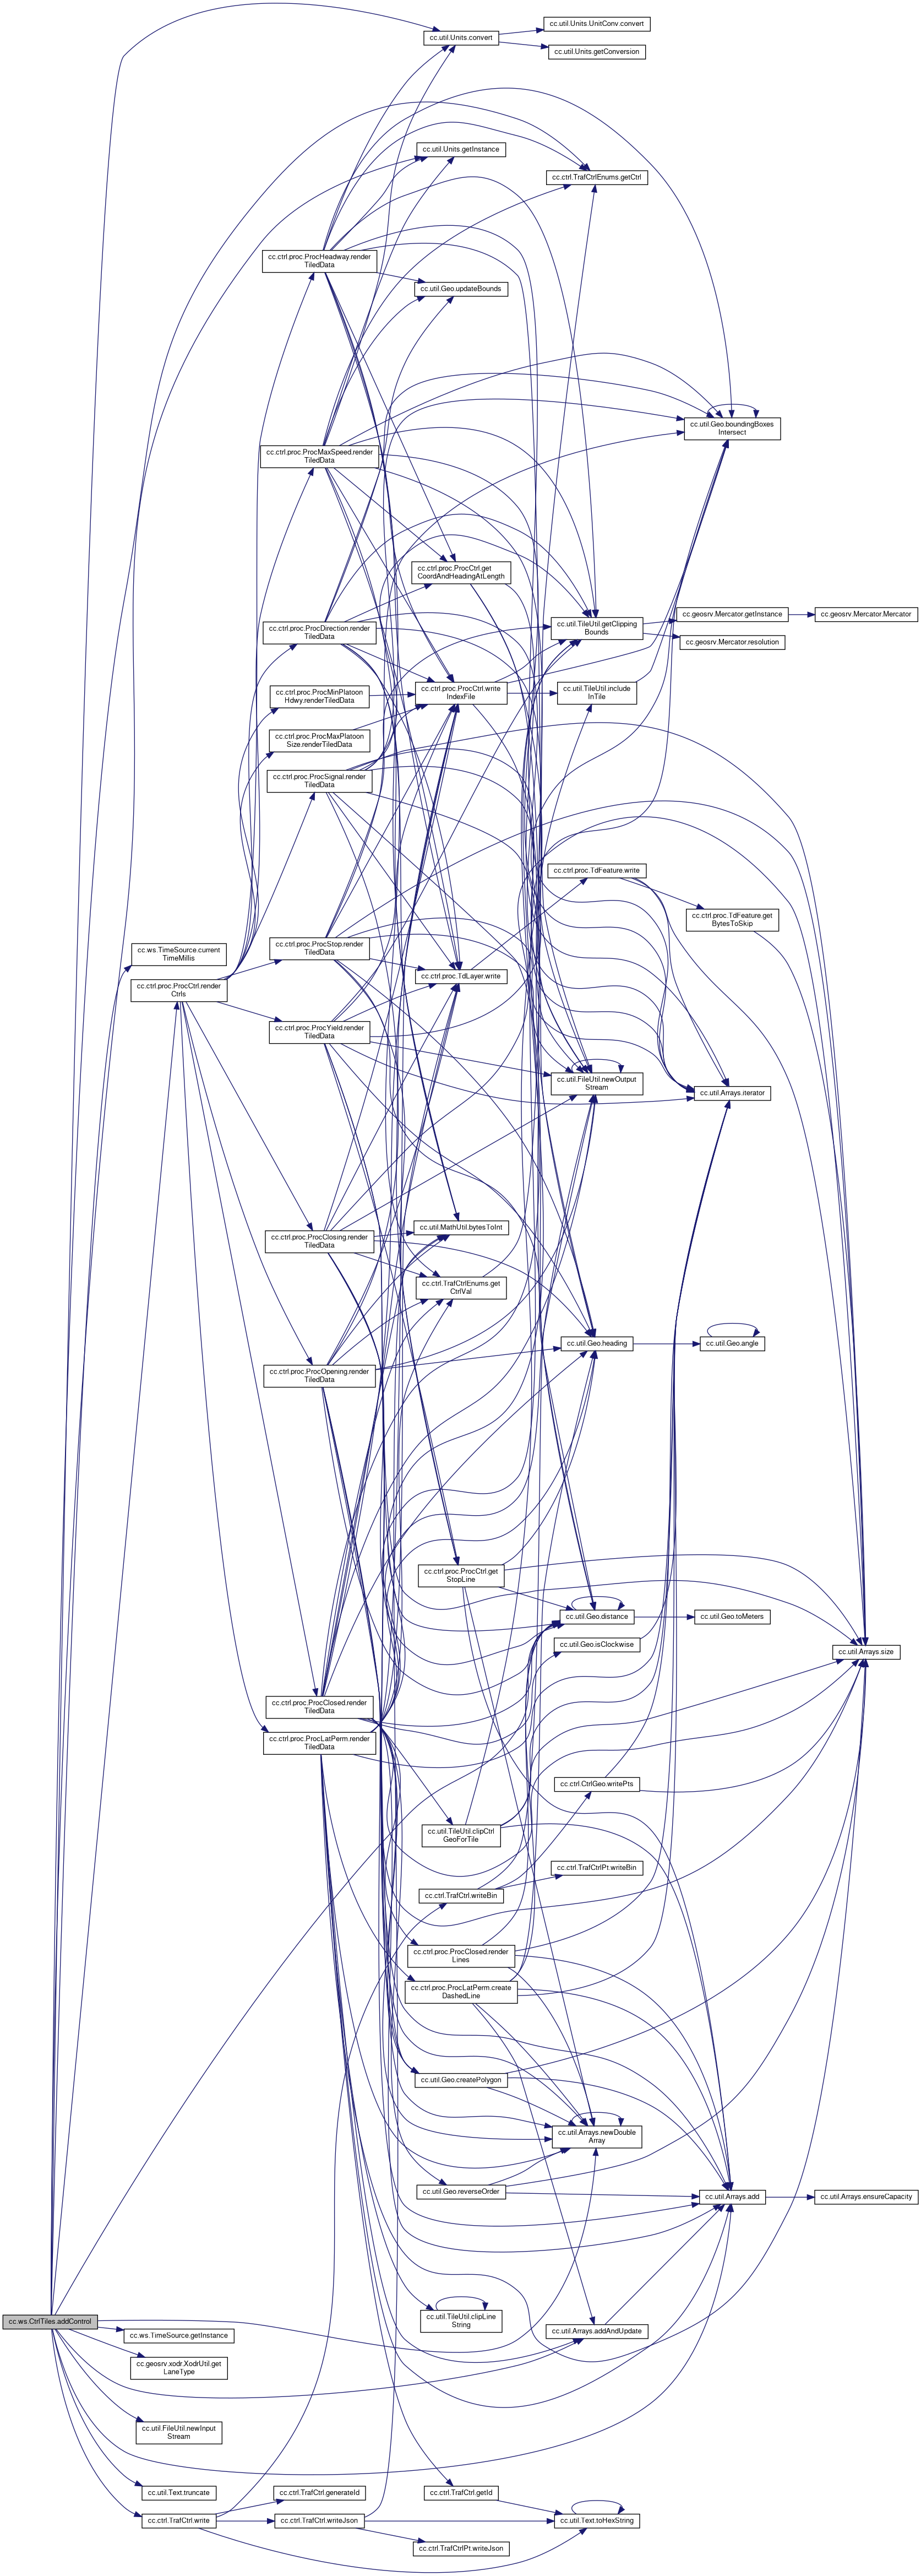 cc.util.Units.UnitConv.convert
cc.util.Units.convert
cc.util.Units.getConversion
cc.util.Units.getInstance
cc.ctrl.TrafCtrlEnums.getCtrl
cc.ctrl.proc.ProcHeadway.render
TiledData
cc.util.Geo.updateBounds
cc.util.Geo.boundingBoxes
Intersect
cc.ctrl.proc.ProcMaxSpeed.render
TiledData
cc.ctrl.proc.ProcCtrl.get
CoordAndHeadingAtLength
cc.geosrv.Mercator.getInstance
cc.geosrv.Mercator.Mercator
cc.util.TileUtil.getClipping
Bounds
cc.ctrl.proc.ProcDirection.render
TiledData
cc.geosrv.Mercator.resolution
cc.ctrl.proc.ProcMinPlatoon
Hdwy.renderTiledData
cc.ctrl.proc.ProcCtrl.write
IndexFile
cc.util.TileUtil.include
InTile
cc.ctrl.proc.ProcMaxPlatoon
Size.renderTiledData
cc.ctrl.proc.ProcSignal.render
TiledData
cc.ctrl.proc.TdFeature.write
cc.ctrl.proc.TdFeature.get
BytesToSkip
cc.ws.TimeSource.current
TimeMillis
cc.ctrl.proc.ProcStop.render
TiledData
cc.ctrl.proc.TdLayer.write
cc.ctrl.proc.ProcCtrl.render
Ctrls
cc.ctrl.proc.ProcYield.render
TiledData
cc.util.FileUtil.newOutput
Stream
cc.util.Arrays.iterator
cc.util.MathUtil.bytesToInt
cc.ctrl.proc.ProcClosing.render
TiledData
cc.ctrl.TrafCtrlEnums.get
CtrlVal
cc.util.Geo.heading
cc.util.Geo.angle
cc.ctrl.proc.ProcOpening.render
TiledData
cc.ctrl.proc.ProcCtrl.get
StopLine
cc.util.Geo.distance
cc.util.Geo.toMeters
cc.util.Geo.isClockwise
cc.util.Arrays.size
cc.ctrl.proc.ProcClosed.render
TiledData
cc.ctrl.proc.ProcLatPerm.render
TiledData
cc.ctrl.CtrlGeo.writePts
cc.util.TileUtil.clipCtrl
GeoForTile
cc.ctrl.TrafCtrlPt.writeBin
cc.ctrl.TrafCtrl.writeBin
cc.ctrl.proc.ProcClosed.render
Lines
cc.ctrl.proc.ProcLatPerm.create
DashedLine
cc.util.Geo.createPolygon
cc.util.Arrays.newDouble
Array
cc.util.Geo.reverseOrder
cc.util.Arrays.add
cc.util.Arrays.ensureCapacity
cc.ws.CtrlTiles.addControl
cc.util.TileUtil.clipLine
String
cc.util.Arrays.addAndUpdate
cc.ws.TimeSource.getInstance
cc.geosrv.xodr.XodrUtil.get
LaneType
cc.util.FileUtil.newInput
Stream
cc.util.Text.truncate
cc.ctrl.TrafCtrl.generateId
cc.ctrl.TrafCtrl.getId
cc.ctrl.TrafCtrl.write
cc.ctrl.TrafCtrl.writeJson
cc.util.Text.toHexString
cc.ctrl.TrafCtrlPt.writeJson